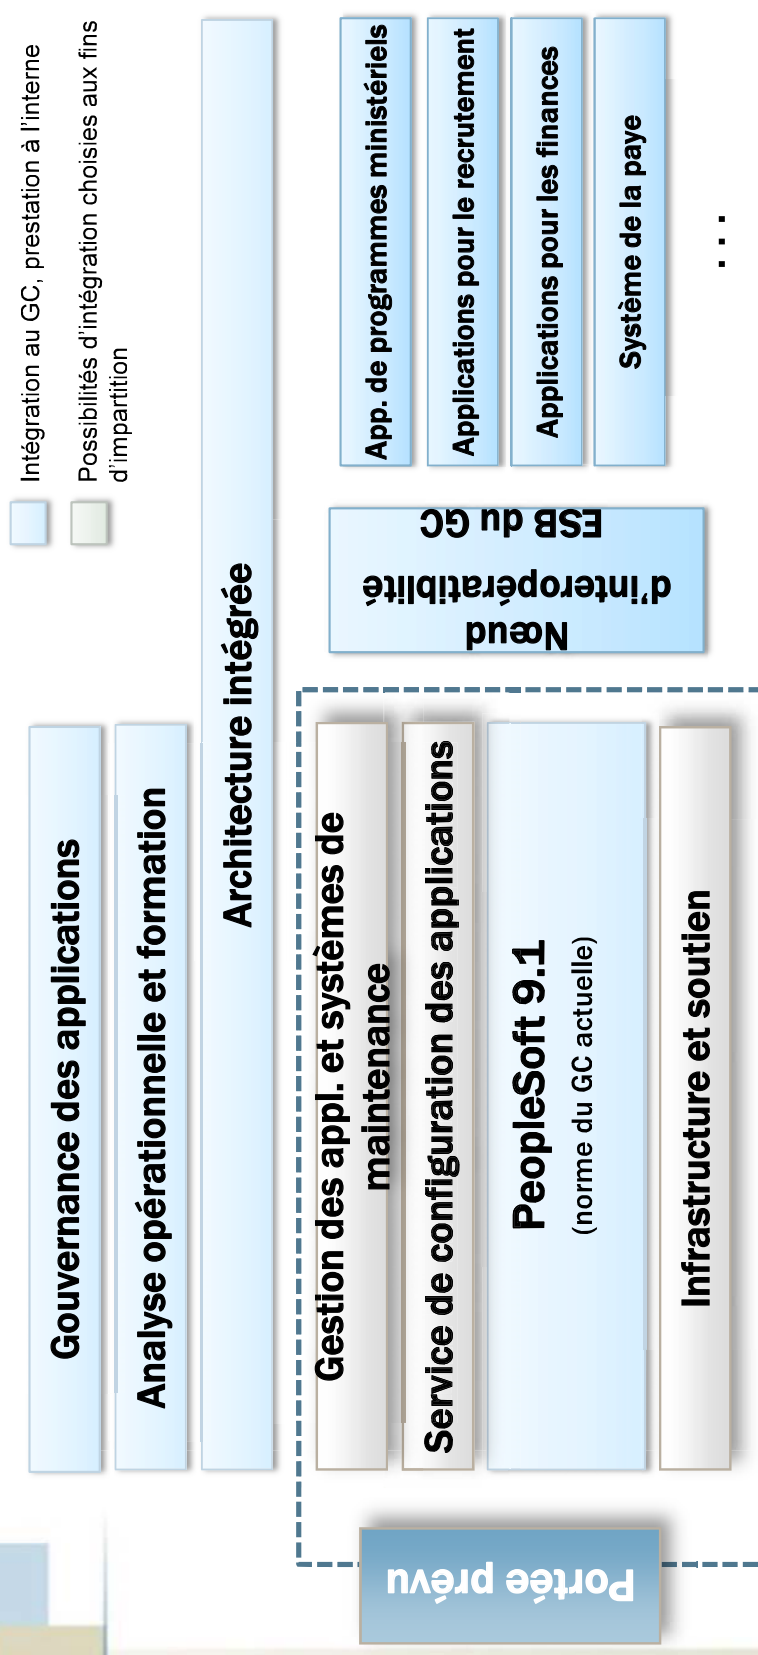 Intégration au GC, prestation à l'interne
Possibilités d'intégration choisies aux fins
d'impartition
Gouvernance des applications
Analyse opérationnelle et formation
Architecture intégrée
Gestion des appl. et systèmes de
maintenance
Service de configuration des applications
PeopleSoft 9.1
(norme du GC actuelle)
Infrastructure et soutien
Portée prévu
Nœud
d'interopératiblité
ESB du GC
App. de programmes ministériels
Applications pour le recrutement
Applications pour les finances
Système de la paye
...